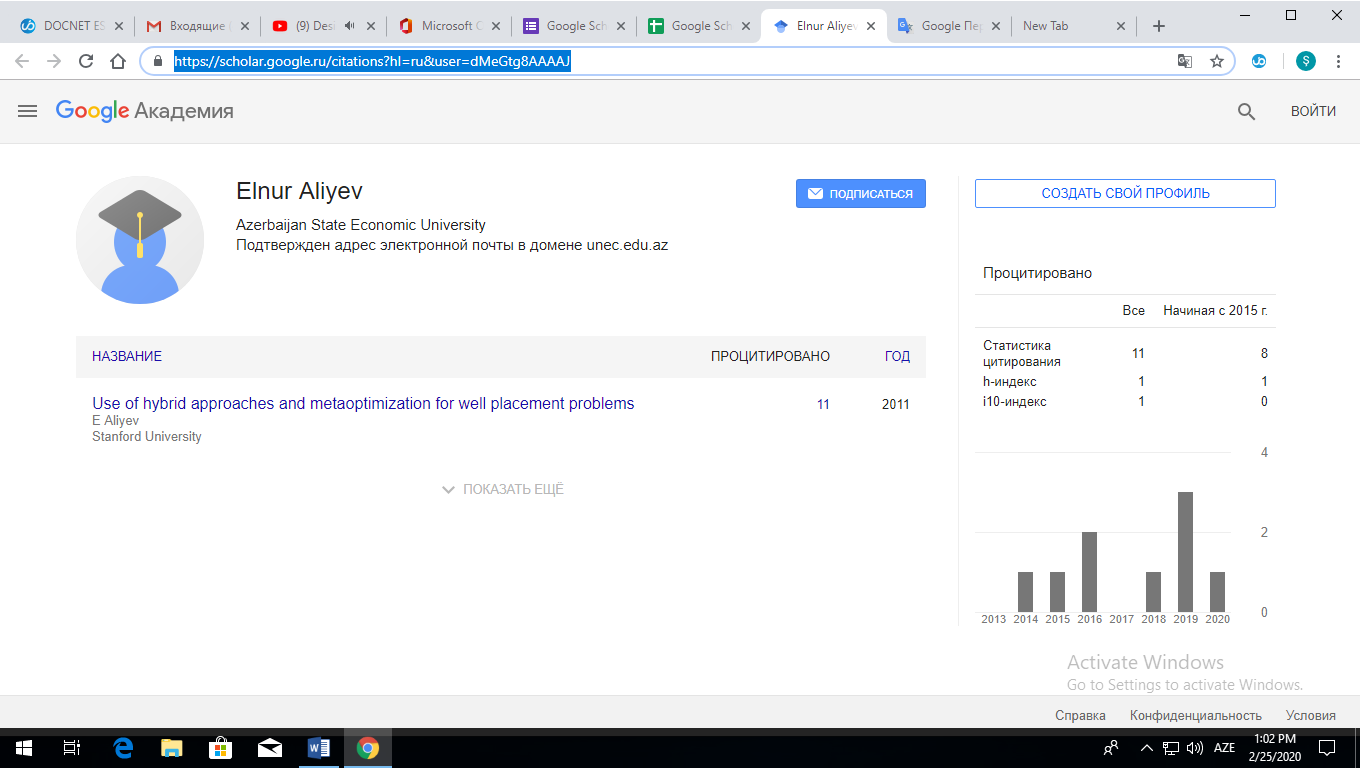 DOCNET ES
Входящие (
(9) Desi
Microsoft O
Google Sch
Google Sch
Elnur Aliyev
Google Пер
New Tab
https://scholar.google.ru/citations?hl=ru&user=dMeGtg8AAAAJ
$
Google Академия
ВОЙТИ
Elnur Aliyev
Azerbaijan State Economic University
Подтвержден адрес электронной почты в домене unec.edu.az
ПОДПИСАТЬСЯ
НАЗВАНИЕ ПРОЦИТИРОВАНО ГОД
Use of hybrid approaches and metaoptimization for well placement problems 11 2011
E Aliyev
Stanford University
ПОКАЗАТЬ ЕЩЁ
СОЗДАТЬ СВОЙ ПРОФИЛЬ
Процитировано
Все Начиная с 2015 г.
Статистика
цитирования 11 8
h-индекс 1 1
i10-индекс 1 0
4
2
0
2013 2014 2015 2016 2017 2018 2019 2020
Activate Windows
Go to Settings to activate Windows.
Справка Конфиденциальность Условия
AZE
1:02 PM
2/25/2020